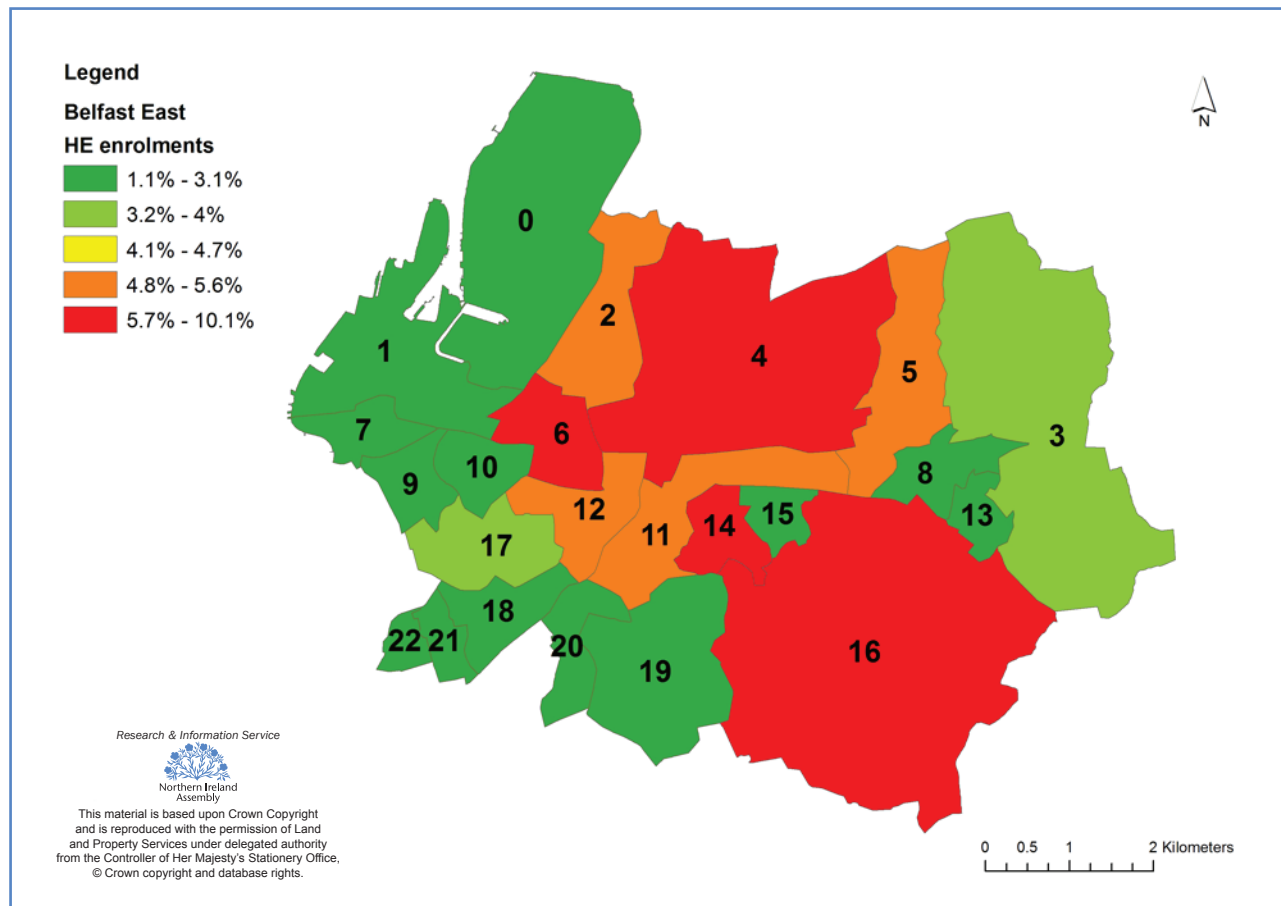 Legend
Belfast East
HE enrolments
1.1% - 3.1%
3.2% - 4%
4.1% - 4.7%
4.8% - 5.6%
5.7% - 10.1%
N
0
2
1
4
5
3
7
6
10
8
9
12
11
14
15
13
17
18
22
21
20
19
16
Research & Information Service
Northern Ireland
Assembly
This material is based upon Crown Copyright
and is reproduced with the permission of Land
and Property Services under delegated authority
from the Controller of Her Majesty's Stationery Office,
© Crown copyright and database rights.
0 0.5 1 2 Kilometers